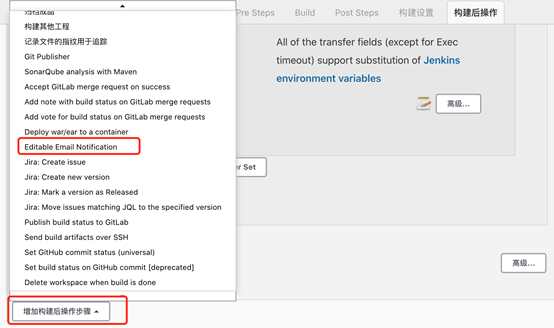 归档成品
构建其他工程
记录文件的指纹用于追踪
Git Publisher
SonarQube analysis with Maven
Accept GitLab merge request on success
Add note with build status on GitLab merge requests
Add vote for build status on GitLab merge requests
Deploy war/ear to a container
Editable Email Notification
Jira: Create issue
Jira: Create new version
Jira: Mark a version as Released
Jira: Move issues matching JQL to the specified version
Publish build status to GitLab
Send build artifacts over SSH
Set GitHub commit status (universal)
Set build status on GitHub commit [deprecated]
Delete workspace when build is done
增加构建后操作步骤
Pre Steps
Build
Post Steps
构建设置
构建后操作
All of the transfer fields (except for Exec
timeout) support substitution of Jenkins
environment variables
高级...
er Set
高级...